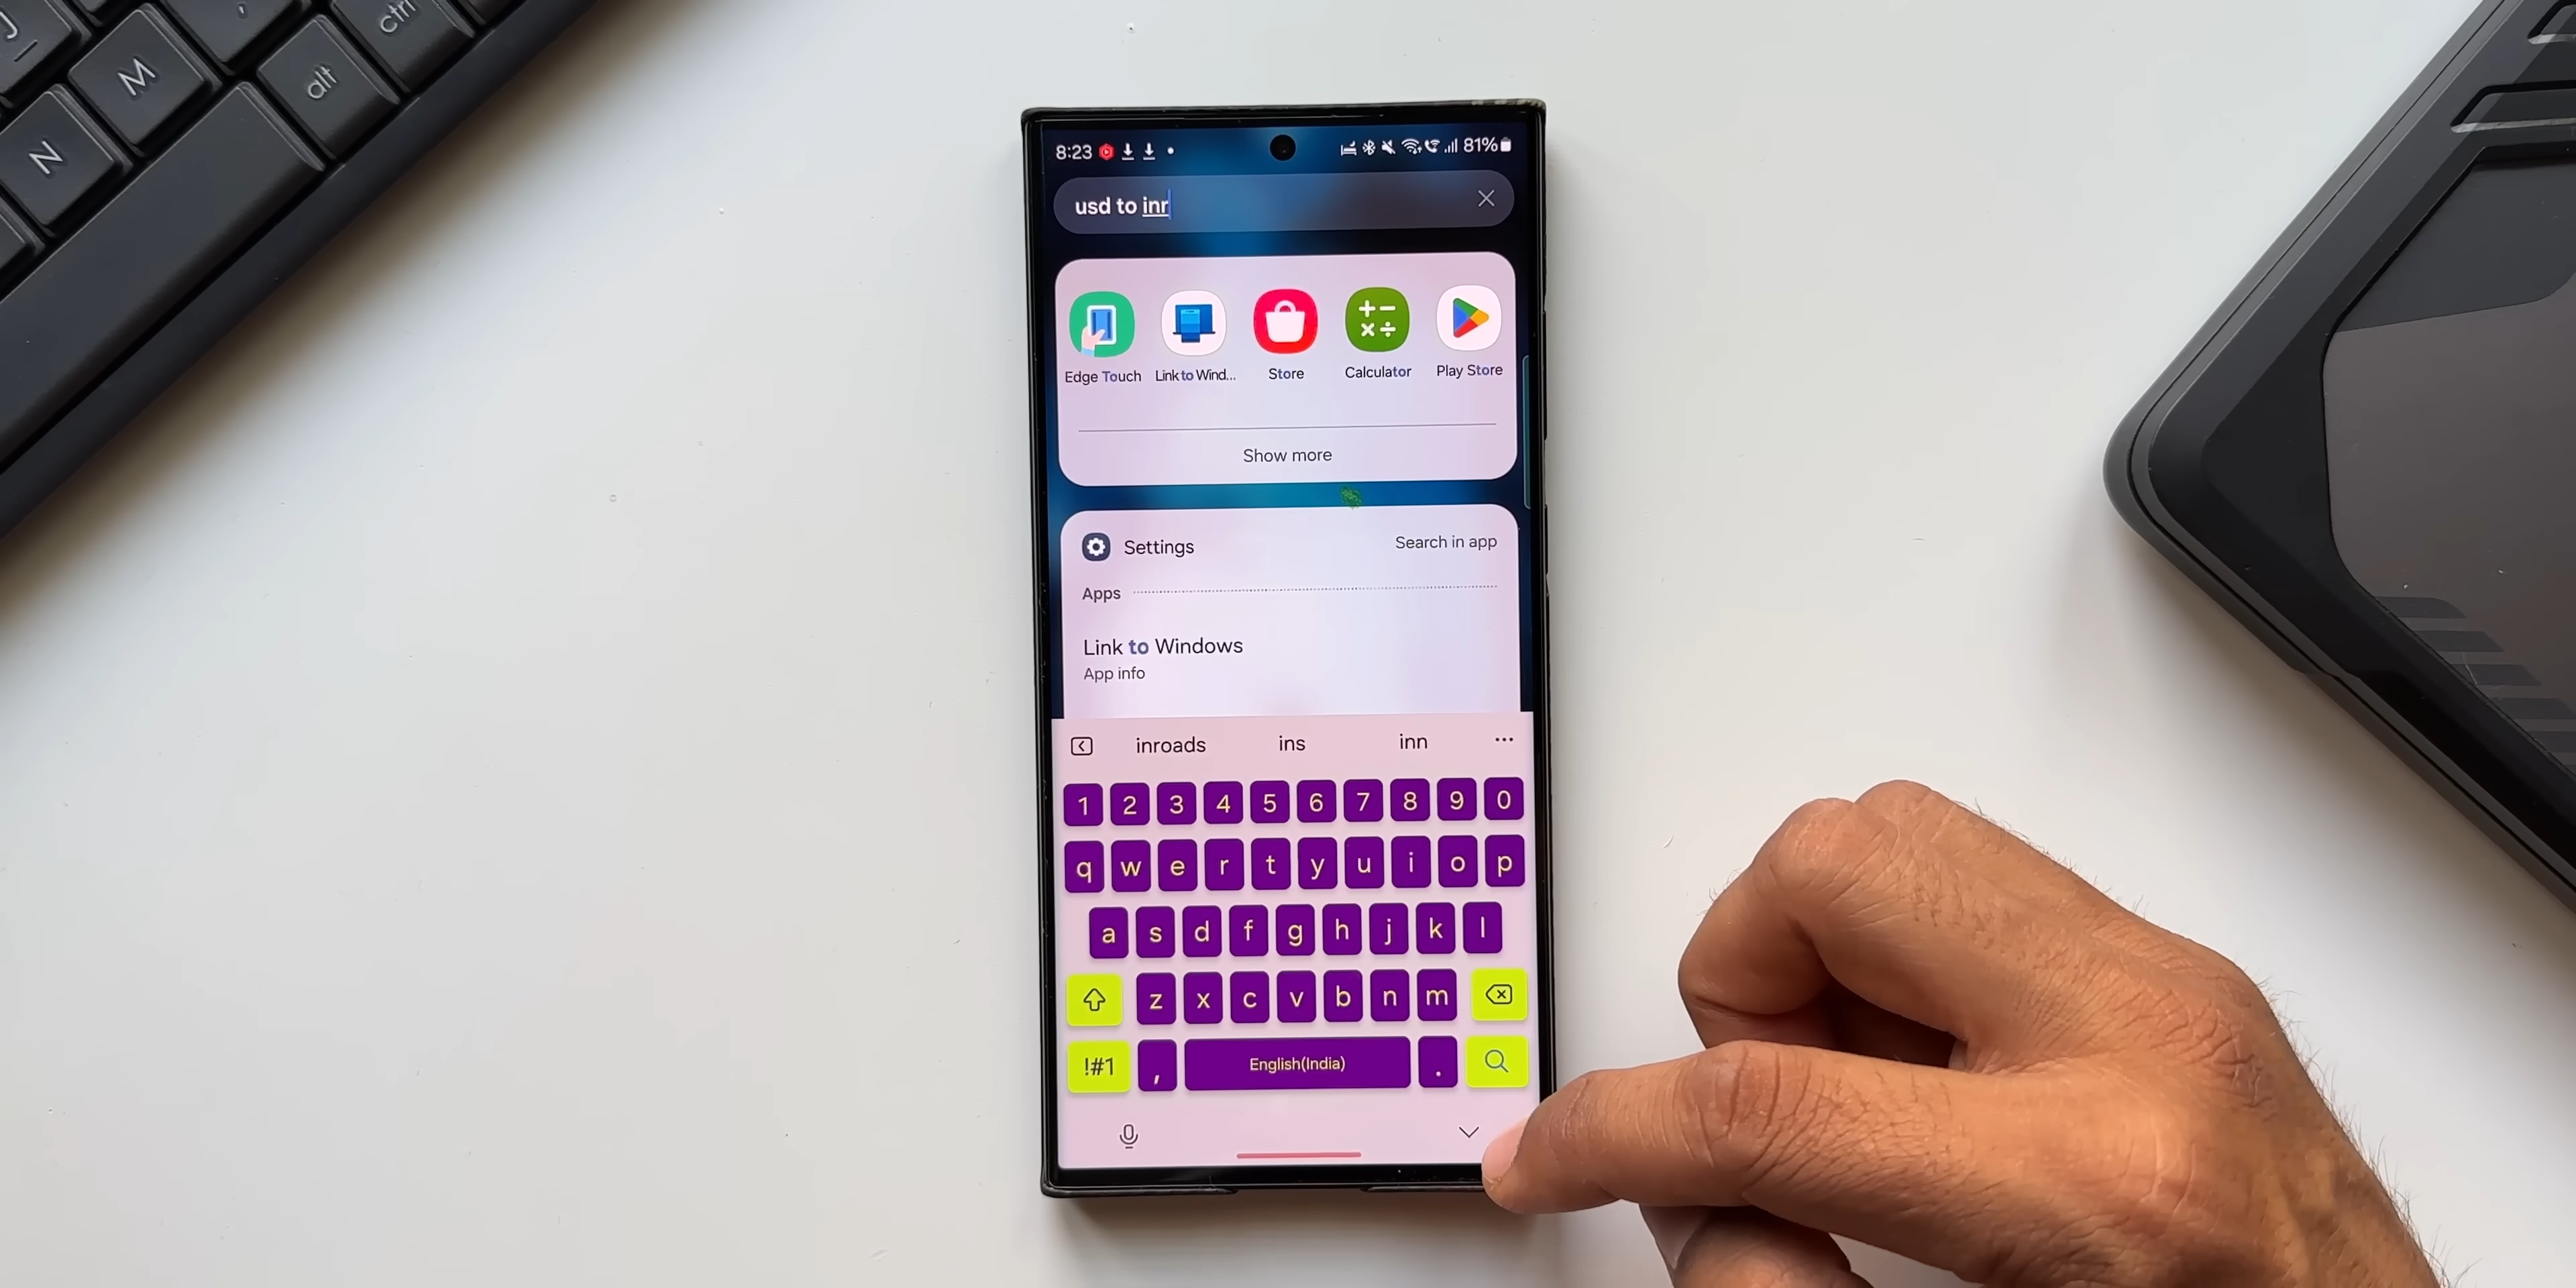 J
M
N
alt
ctrl
8:23
81%
usd to inr
Edge Touch
Link to Wind...
Store
Calculator
Play Store
Show more
Settings
Search in app
Apps
Link to Windows
App info
inroads ins inn ...
1 2 3 4 5 6 7 8 9 0
q w e r t y u i o p
a s d f g h j k l
z x c v b n m
!#1 , English(India) .